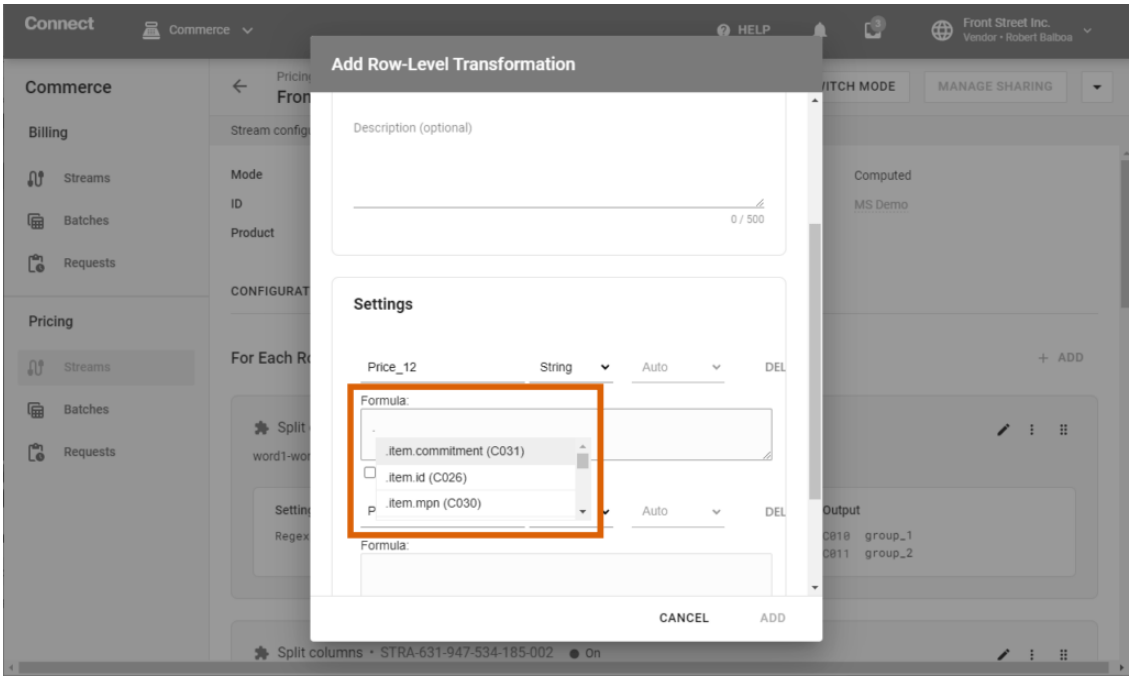 Connect
Commerce
HELP
3
Front Street Inc.
Vendor • Robert Balboa
Add Row-Level Transformation
Commerce
Billing
Streams
Batches
Requests
Pricing
Streams
Batches
Requests
Pricing
Fron
ITCH MODE
MANAGE SHARING
Stream config
Mode
ID
Product
Computed
MS Demo
CONFIGURAT
For Each Ro
+ ADD
Split
word1-wor
Settin
Regex
Output
C010 group_1
C011 group_2
Split columns • STRA-631-947-534-185-002 On
Description (optional)
0 / 500
Settings
Price_12 String Auto DEL
Formula:
.
.item.commitment (C031)
.item.id (C026)
.item.mpn (C030)
P Auto DEL
Formula:
CANCEL ADD